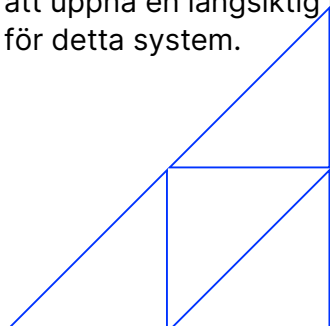 att uppnå en långsiktig
för detta system.